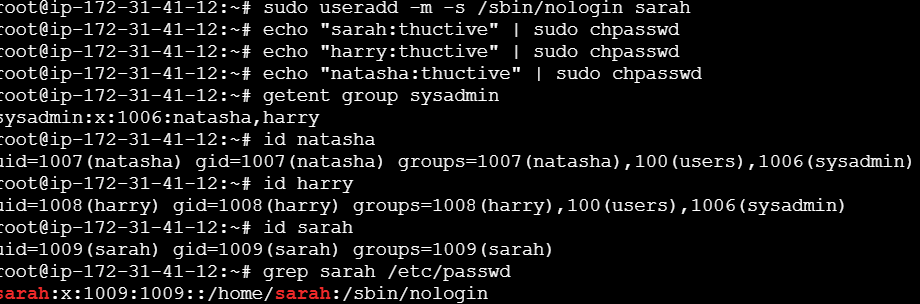 root@ip-172-31-41-12:~# sudo useradd -m -s /sbin/nologin sarah
root@ip-172-31-41-12:~# echo "sarah:thuctive" | sudo chpasswd
root@ip-172-31-41-12:~# echo "harry:thuctive" | sudo chpasswd
root@ip-172-31-41-12:~# echo "natasha:thuctive" | sudo chpasswd
root@ip-172-31-41-12:~# getent group sysadmin
sysadmin:x:1006:natasha,harry
root@ip-172-31-41-12:~# id natasha
uid=1007(natasha) gid=1007(natasha) groups=1007(natasha),100(users),1006(sysadmin)
root@ip-172-31-41-12:~# id harry
uid=1008(harry) gid=1008(harry) groups=1008(harry),100(users),1006(sysadmin)
root@ip-172-31-41-12:~# id sarah
uid=1009(sarah) gid=1009(sarah) groups=1009(sarah)
root@ip-172-31-41-12:~# grep sarah /etc/passwd
sarah:x:1009:1009::/home/sarah:/sbin/nologin